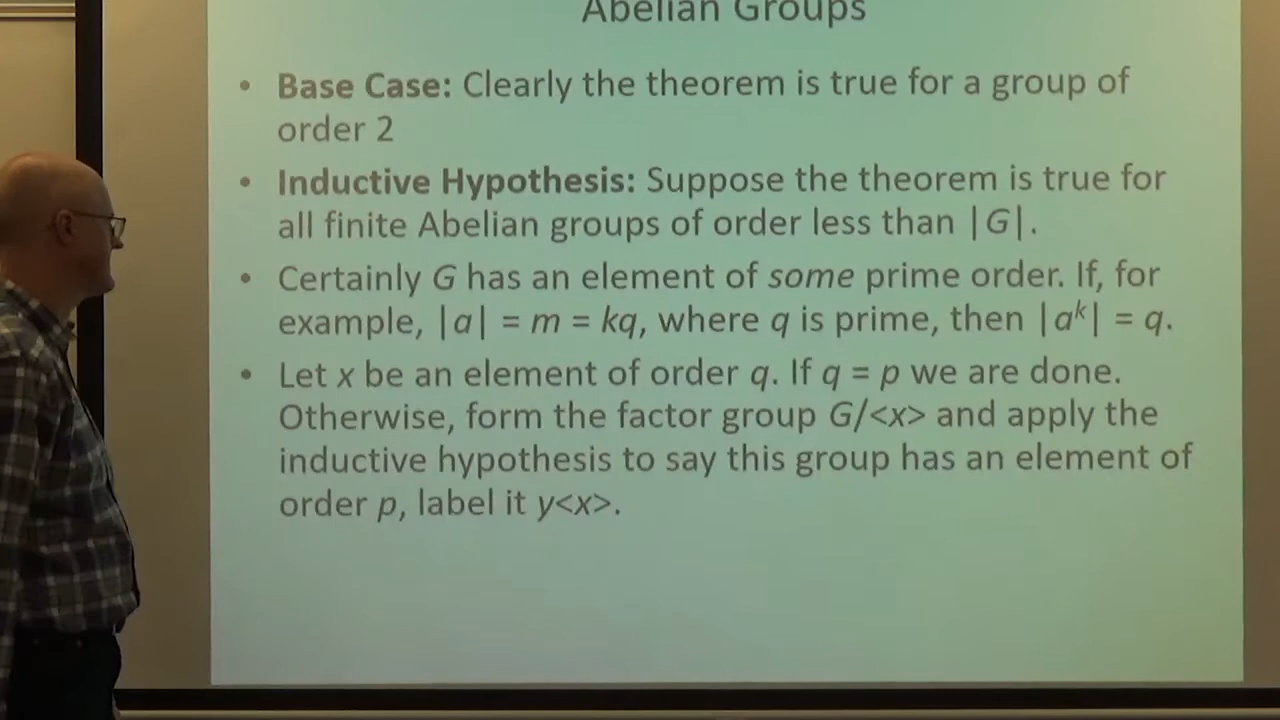 Abelian Groups
• Base Case: Clearly the theorem is true for a group of
order 2
• Inductive Hypothesis: Suppose the theorem is true for
all finite Abelian groups of order less than |G|.
• Certainly G has an element of some prime order. If, for
example, |a| = m = kq, where q is prime, then |aᵏ| = q.
• Let x be an element of order q. If q = p we are done.
Otherwise, form the factor group G/<x> and apply the
inductive hypothesis to say this group has an element of
order p, label it y<x>.